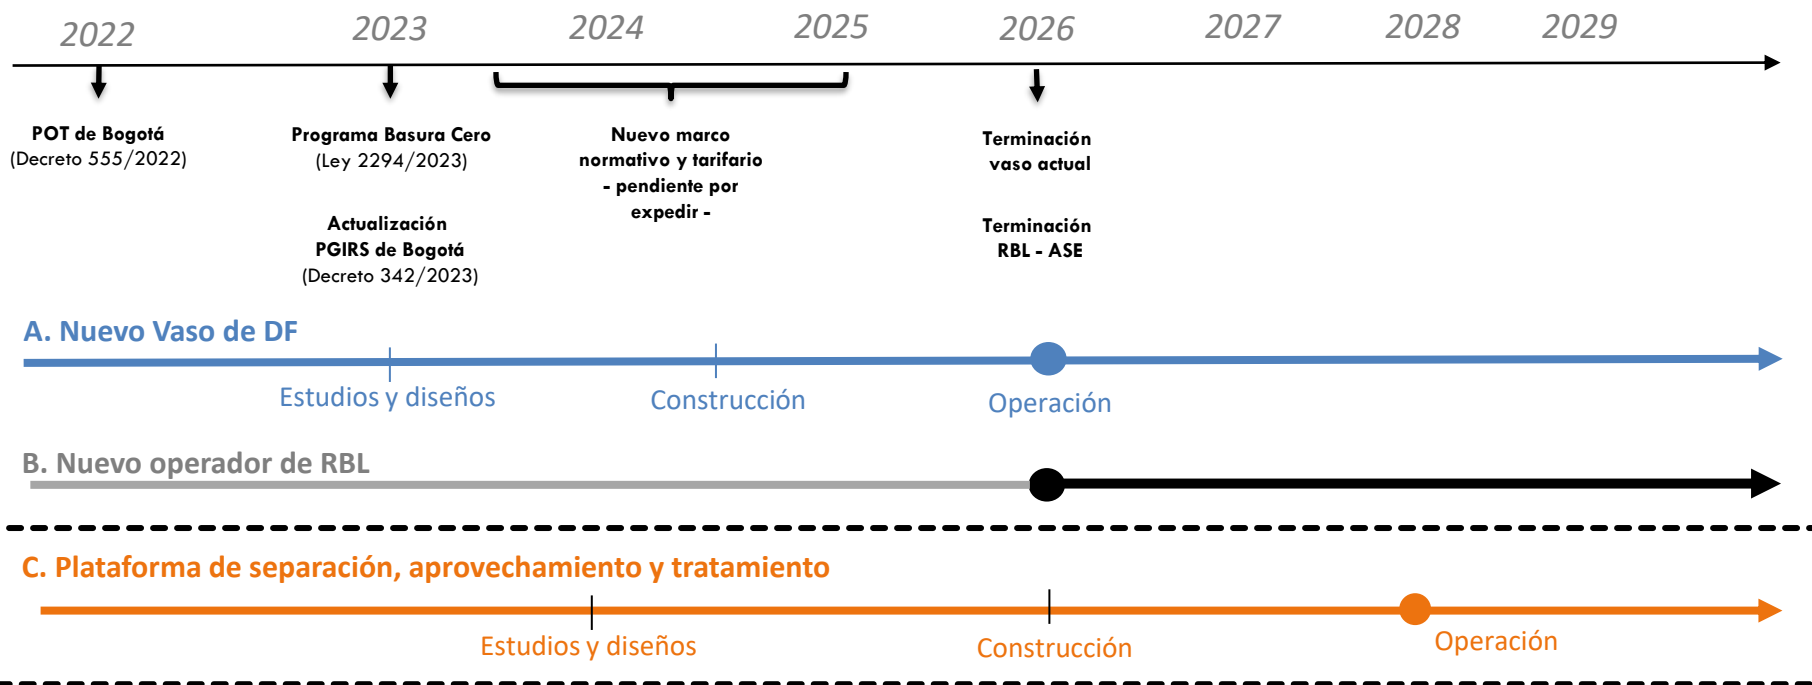 2022 2023 2024 2025 2026 2027 2028 2029
POT de Bogotá
(Decreto 555/2022)
Programa Basura Cero
(Ley 2294/2023)
Actualización
PGIRS de Bogotá
(Decreto 342/2023)
Nuevo marco
normativo y tarifario
- pendiente por
expedir -
Terminación
vaso actual
Terminación
RBL - ASE
A. Nuevo Vaso de DF
Estudios y diseños
Construcción
Operación
B. Nuevo operador de RBL
C. Plataforma de separación, aprovechamiento y tratamiento
Estudios y diseños
Construcción
Operación